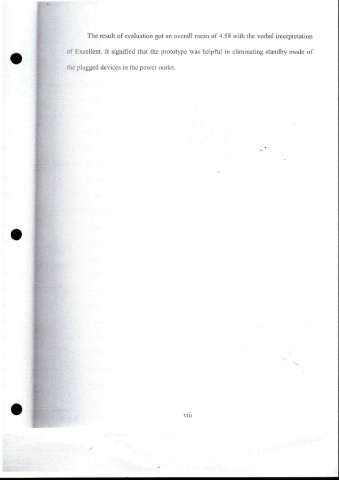 The result of evaluation got an overall mean of 4.58 with the verbal interpretation
of Excellent. It signified that the prototype was helpful in eliminating standby mode of
the plugged devices in the power outlet.
viii